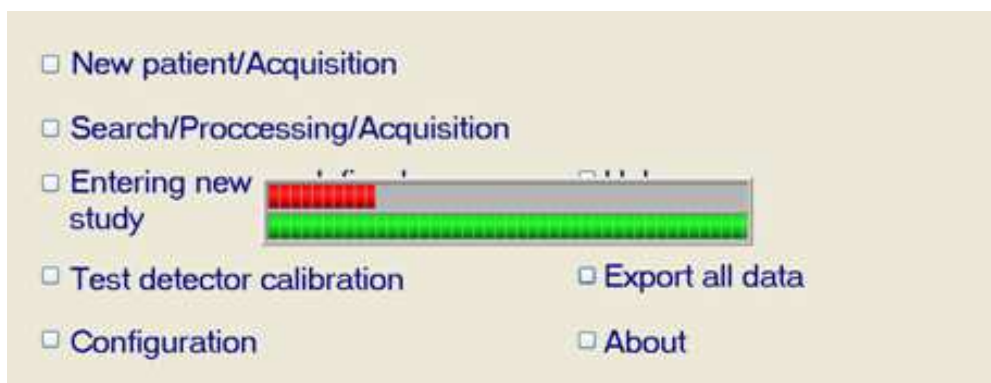 New patient/Acquisition
Search/Proccessing/Acquisition
Entering new
study
Test detector calibration
Export all data
Configuration
About